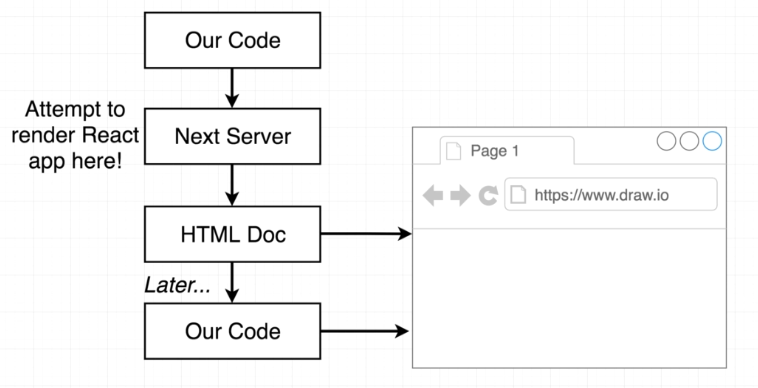 Our Code
Attempt to
render React
app here!
Next Server
Page 1
https://www.draw.io
HTML Doc
Later...
Our Code